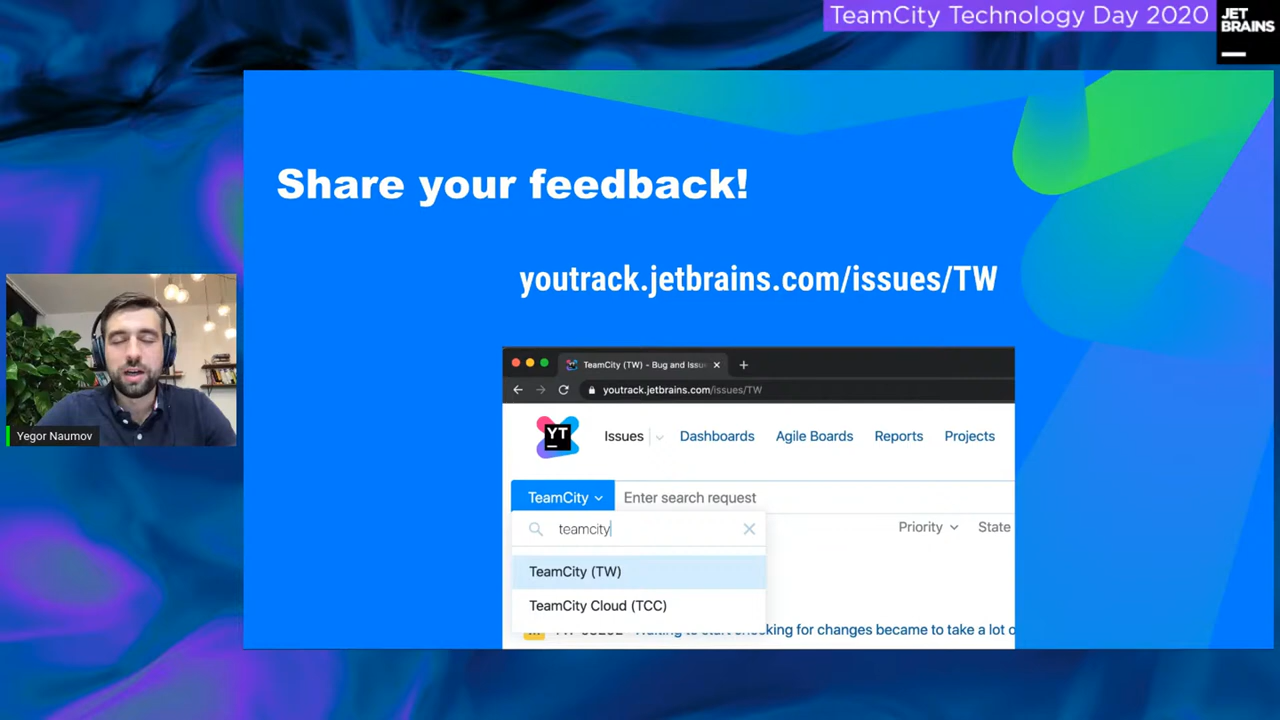 TeamCity Technology Day 2020
JET
BRAINS
Share your feedback!
youtrack.jetbrains.com/issues/TW
Yegor Naumov
TeamCity (TW) - Bug and Issu
youtrack.jetbrains.com/issues/TW
YT
Issues
Dashboards
Agile Boards
Reports
Projects
TeamCity
Enter search request
teamcity
Priority
State
TeamCity (TW)
TeamCity Cloud (TCC)
Waiting to start checking for changes became to take a lot o